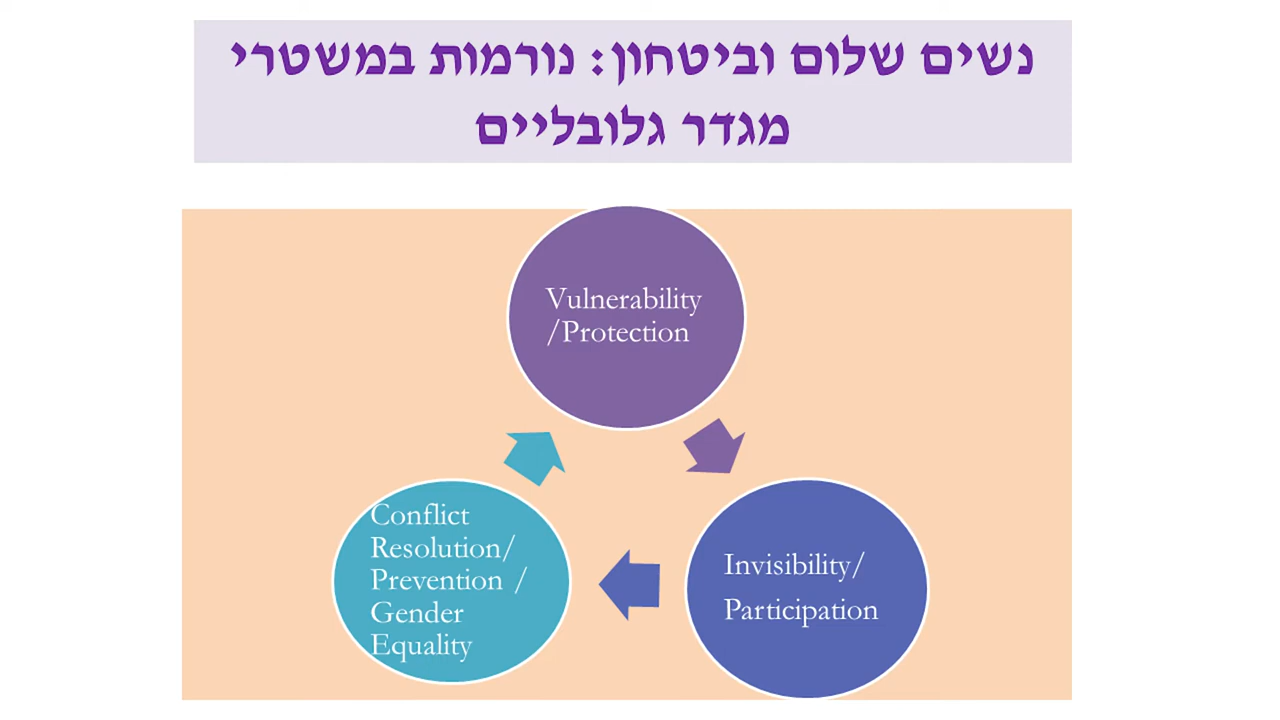 נשים שלום וביטחון: נורמות במשטרי
מגדר גלובליים
Vulnerability
/Protection
Invisibility/
Participation
Conflict
Resolution/
Prevention /
Gender
Equality